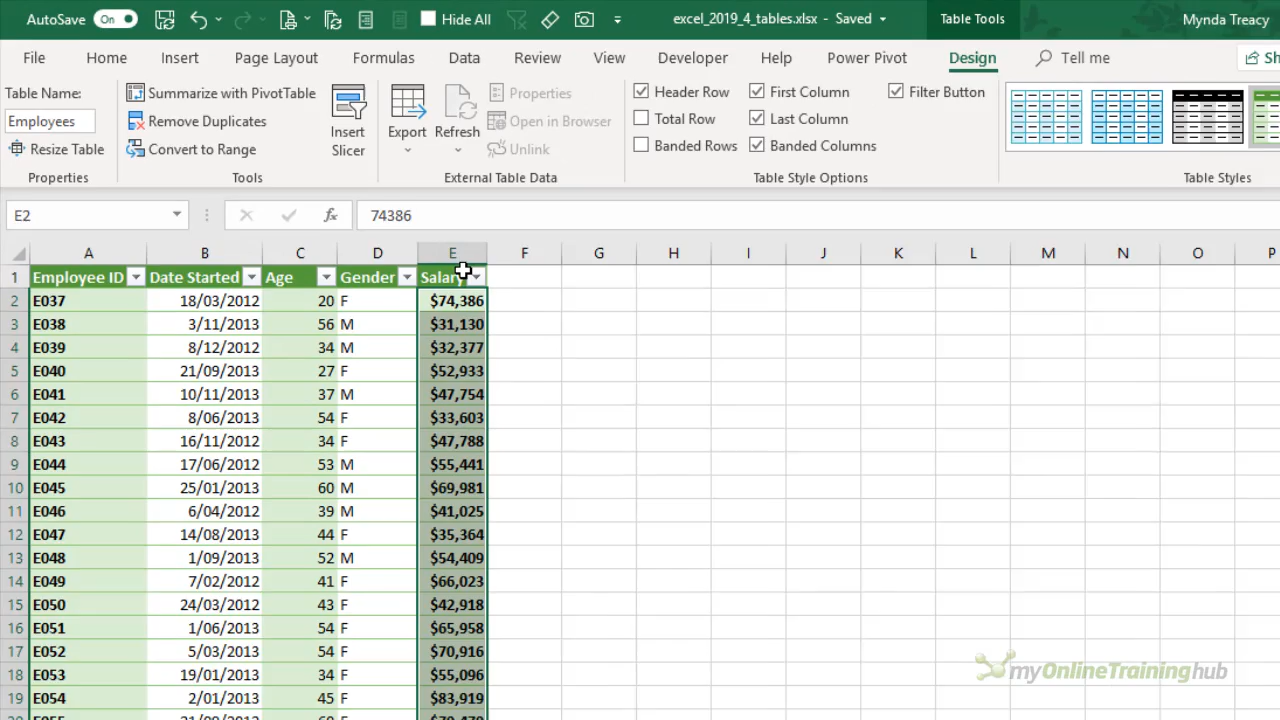 AutoSave On Hide All excel_2019_4_tables.xlsx - Saved Table Tools Mynda Treacy
File Home Insert Page Layout Formulas Data Review View Developer Help Power Pivot Design Tell me Sh
Table Name: Summarize with PivotTable Properties Header Row First Column Filter Button
Employees Remove Duplicates Insert Slicer Export Refresh Open in Browser Total Row Last Column
Resize Table Convert to Range Unlink Banded Rows Banded Columns
Properties Tools External Table Data Table Style Options Table Styles
E2 fx 74386
A B C D E F G H I J K L M N O P
1 Employee ID Date Started Age Gender Salary
2 E037 18/03/2012 20 F $74,386
3 E038 3/11/2013 56 M $31,130
4 E039 8/12/2012 34 M $32,377
5 E040 21/09/2013 27 F $52,933
6 E041 10/11/2013 37 M $47,754
7 E042 8/06/2013 54 F $33,603
8 E043 16/11/2012 34 F $47,788
9 E044 17/06/2012 53 M $55,441
10 E045 25/01/2013 60 M $69,981
11 E046 6/04/2012 39 M $41,025
12 E047 14/08/2013 44 F $35,364
13 E048 1/09/2013 52 M $54,409
14 E049 7/02/2012 41 F $66,023
15 E050 24/03/2012 43 F $42,918
16 E051 1/06/2013 54 F $65,958
17 E052 5/03/2013 54 F $70,916
18 E053 19/01/2013 34 F $55,096
19 E054 2/01/2013 45 F $83,919
myOnlineTraininghub